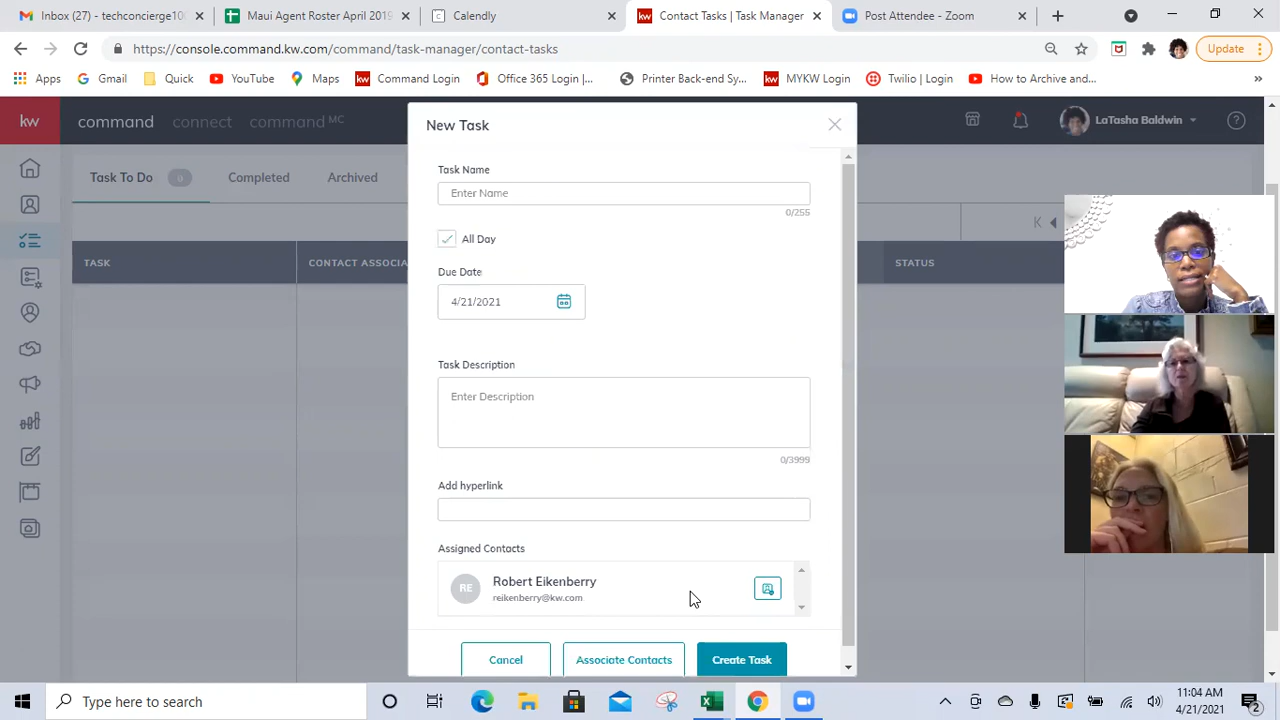 Inbox (27) - techconcierge10
Maui Eigen Roster April 2019
Calendly
kw Contact Tasks | Task Manager
Post Attendee - Zoom
https://console.command.kw.com/command/task-manager/contact-tasks
Update
Apps
Gmail
Quick
YouTube
Maps
kw Command Login
Office 365 Login |...
Printer Back-end Sy...
kw MYKW Login
Twilio | Login
How to Archive and...
»
kw
command
connect
command MC
LaTasha Baldwin
Task To Do 0
Completed
Archived
TASK
CONTACT ASSOCIA
STATUS
New Task
Task Name
Enter Name
0/255
All Day
Due Date
4/21/2021
Task Description
Enter Description
0/3999
Add hyperlink
Assigned Contacts
RE
Robert Eikenberry
reikenberry@kw.com
Cancel
Associate Contacts
Create Task
Type here to search
11:04 AM
4/21/2021
2